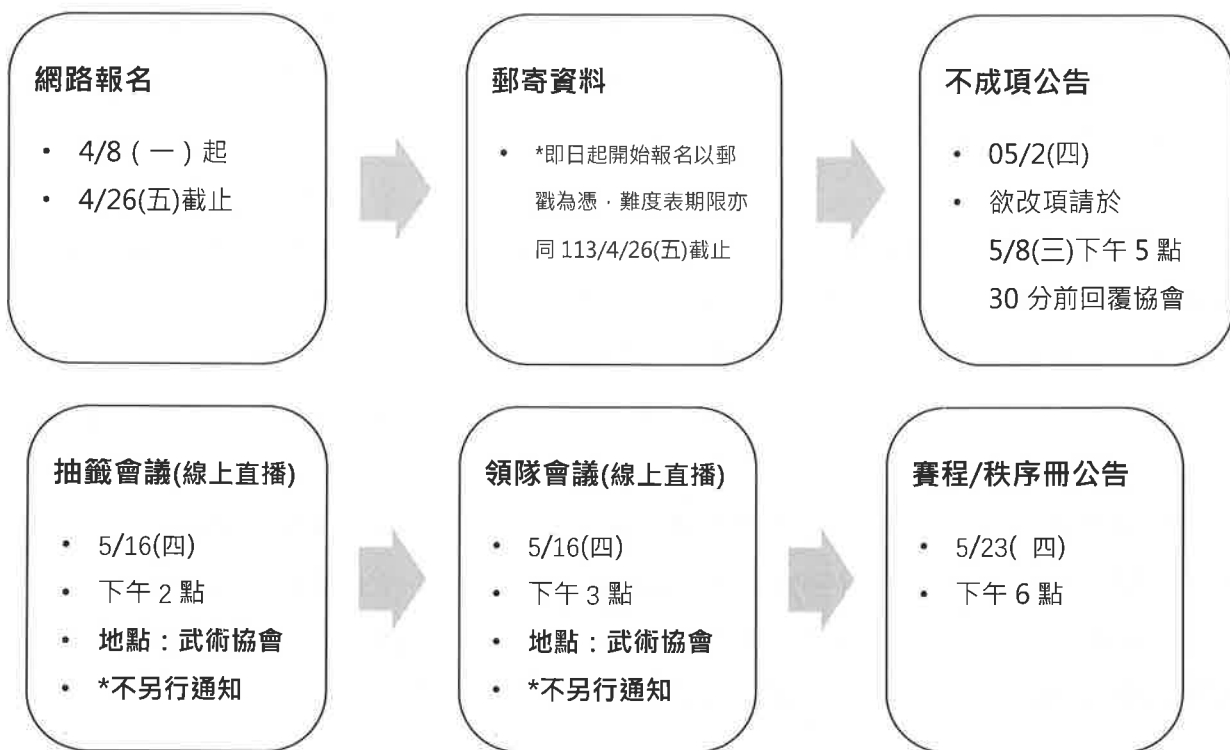 網路報名
• 4/8 ( 一 ) 起
• 4/26(五)截止
郵寄資料
• *即日起開始報名以郵
戳為憑，難度表期限亦
同 113/4/26(五)截止
不成項公告
• 05/2(四)
• 欲改項請於
5/8(三)下午 5 點
30 分前回覆協會
抽籤會議(線上直播)
• 5/16(四)
• 下午 2 點
• 地點：武術協會
• *不另行通知
領隊會議(線上直播)
• 5/16(四)
• 下午 3 點
• 地點：武術協會
• *不另行通知
賽程/秩序冊公告
• 5/23( 四)
• 下午 6 點